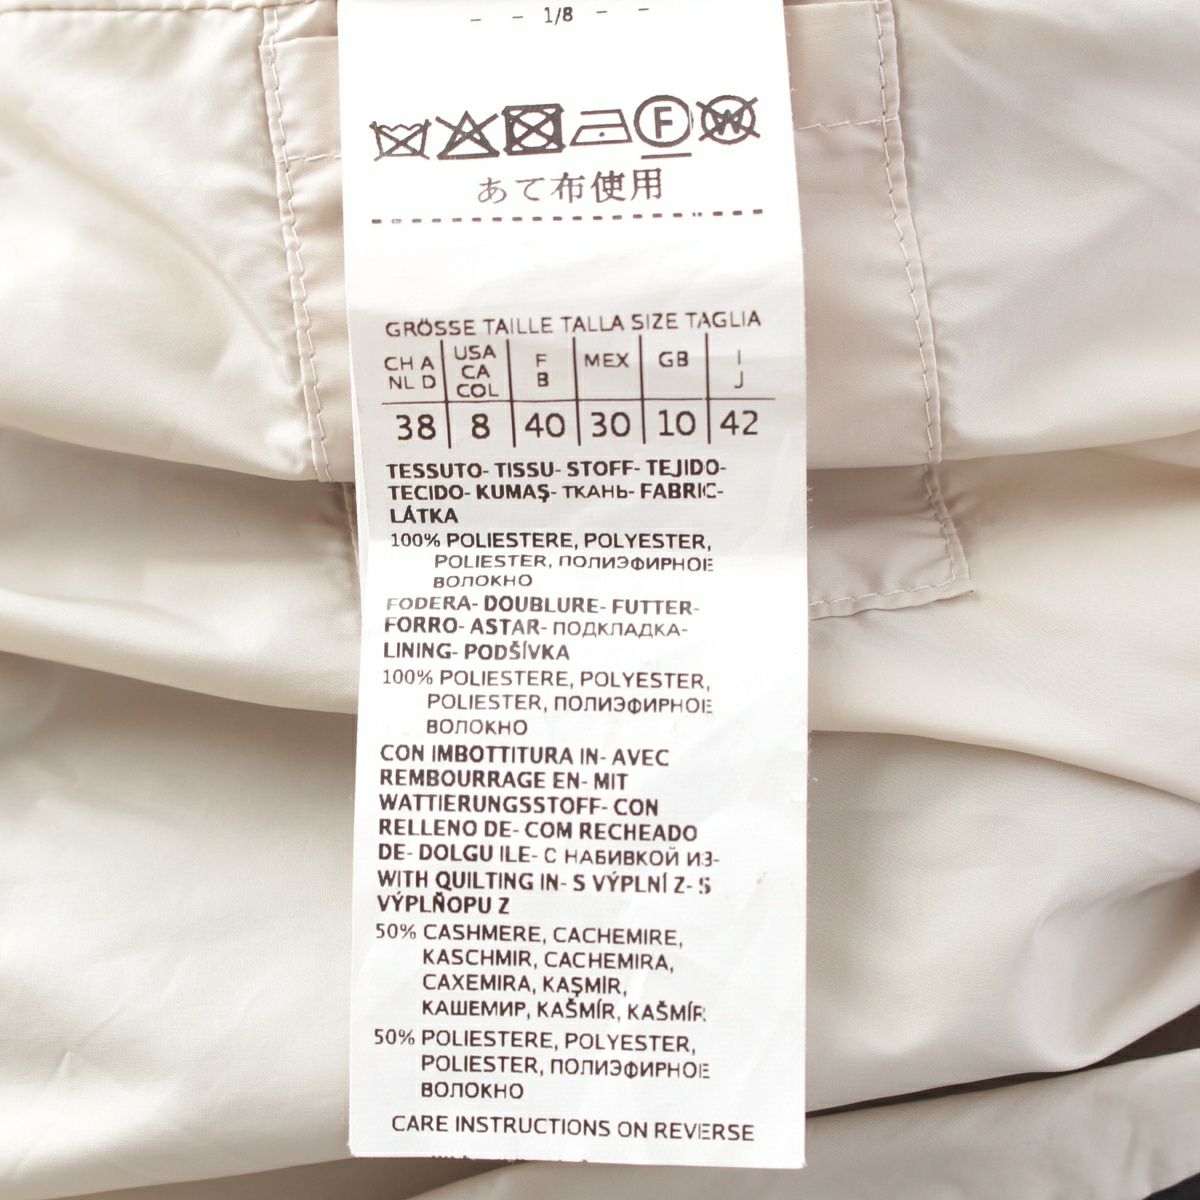 - - 1/8 - -
F W
あて布使用
GRÖSSE TAILLE TALLA SIZE TAGLIA
CH A NL D | USA CA COL | F B | MEX | GB | I J
38 | 8 | 40 | 30 | 10 | 42
TESSUTO- TISSU- STOFF- TEJIDO-
TECIDO- KUMAŞ- ТКАНЬ- FABRIC-
LÁTKA
100% POLIESTERE, POLYESTER,
POLIESTER, ПОЛИЭФИРНОЕ
ВОЛОКНО
FODERA- DOUBLURE- FUTTER-
FORRO- ASTAR- ПОДКЛАДКА-
LINING- PODŠÍVKA
100% POLIESTERE, POLYESTER,
POLIESTER, ПОЛИЭФИРНОЕ
ВОЛОКНО
CON IMBOTTITURA IN- AVEC
REMBOURRAGE EN- MIT
WATTIERUNGSSTOFF- CON
RELLENO DE- COM RECHEADO
DE- DOLGU ILE- С НАБИВКОЙ ИЗ-
WITH QUILTING IN- S VÝPLNÍ Z- S
VÝPLŇOPU Z
50% CASHMERE, CACHEMIRE,
KASCHMIR, CACHEMIRA,
CAXEMIRA, KAŞMİR,
КАШЕМИР, KAŠMÍR, KAŠMÍR
50% POLIESTERE, POLYESTER,
POLIESTER, ПОЛИЭФИРНОЕ
ВОЛОКНО
CARE INSTRUCTIONS ON REVERSE